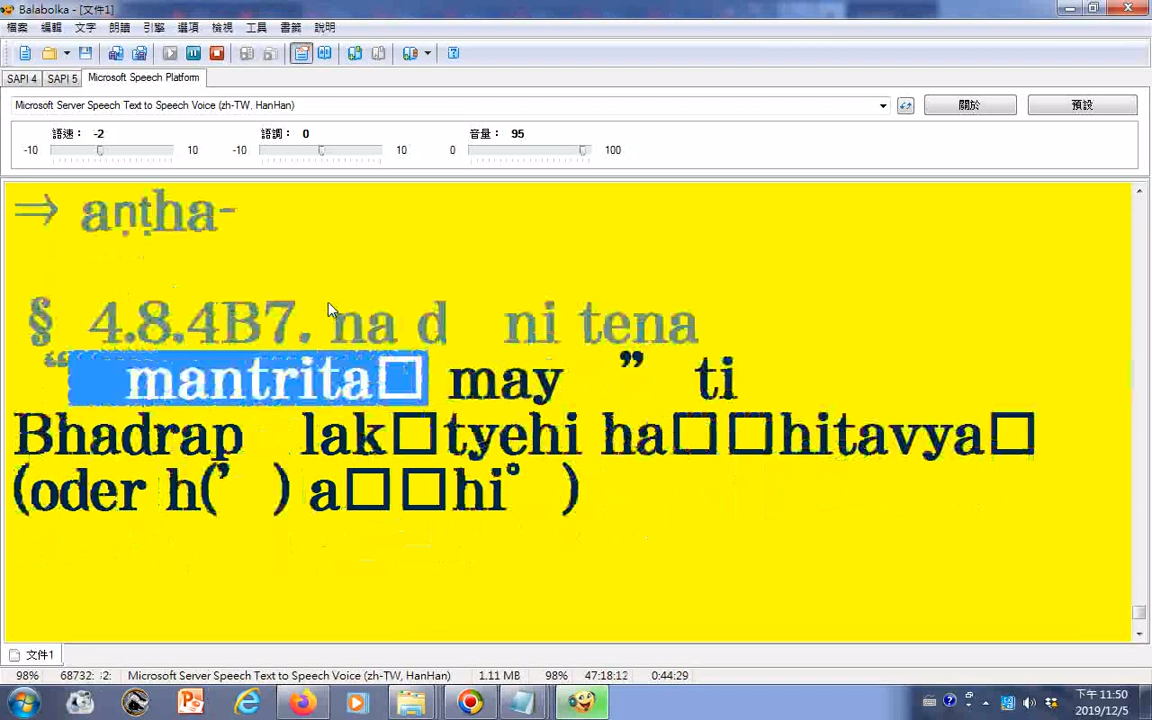 Balabolka - [文件1]
檔案 編輯 文字 朗讀 引擎 選項 檢視 工具 書籤 說明
SAPI 4 SAPI 5 Microsoft Speech Platform
Microsoft Server Speech Text to Speech Voice (zh-TW, HanHan) 關於 預設
語速： -2 語調： 0 音量： 95
-10 10 -10 10 0 100
⇒ aṇṭha-
§ 4.8.4B7. na d ni tena
“ mantrita□ may ” ti
Bhadrap lak□tyehi ha□□hitavya□
(oder h(’ ) a□□hi° )
文件1
98% 68732: :2: Microsoft Server Speech Text to Speech Voice (zh-TW, HanHan) 1.11 MB 98% 47:18:12 0:44:29
下午 11:50
2019/12/5